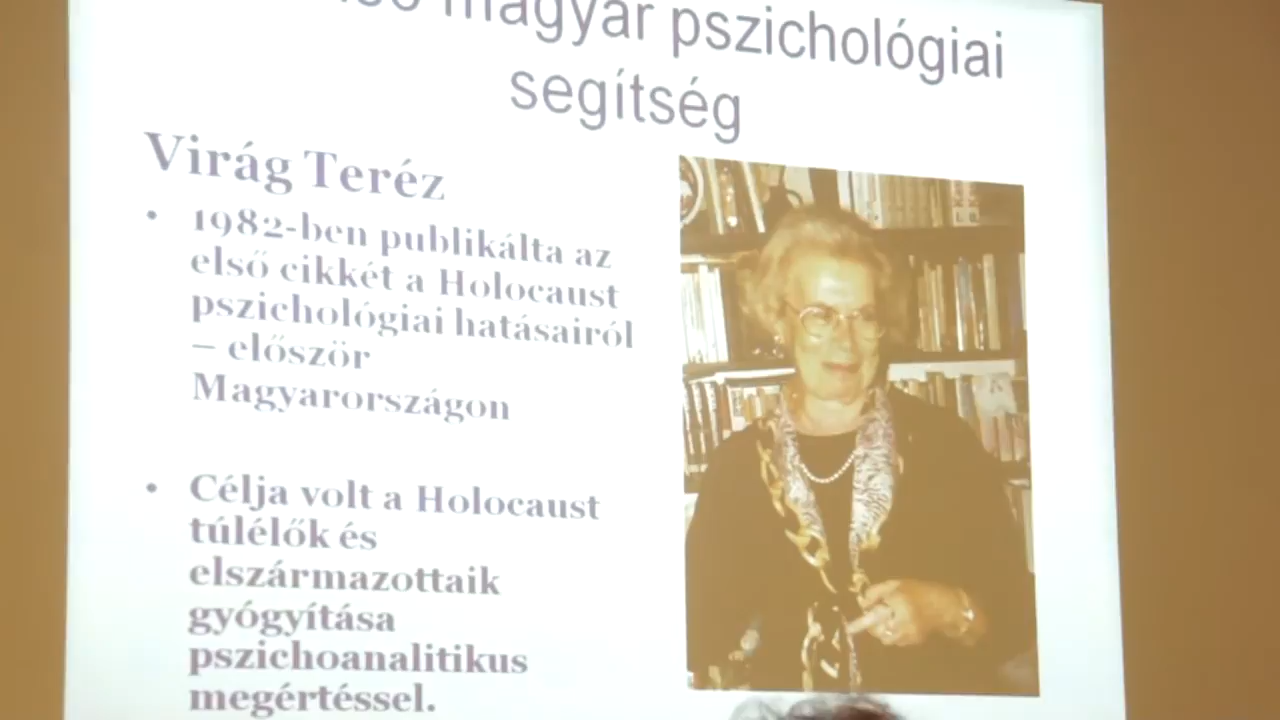 magyar pszichológiai
segítség
Virág Teréz
• 1982-ben publikálta az
első cikkét a Holocaust
pszichológiai hatásairól
– először
Magyarországon
• Célja volt a Holocaust
túlélők és
elszármazottaik
gyógyítása
pszichoanalitikus
megértéssel.